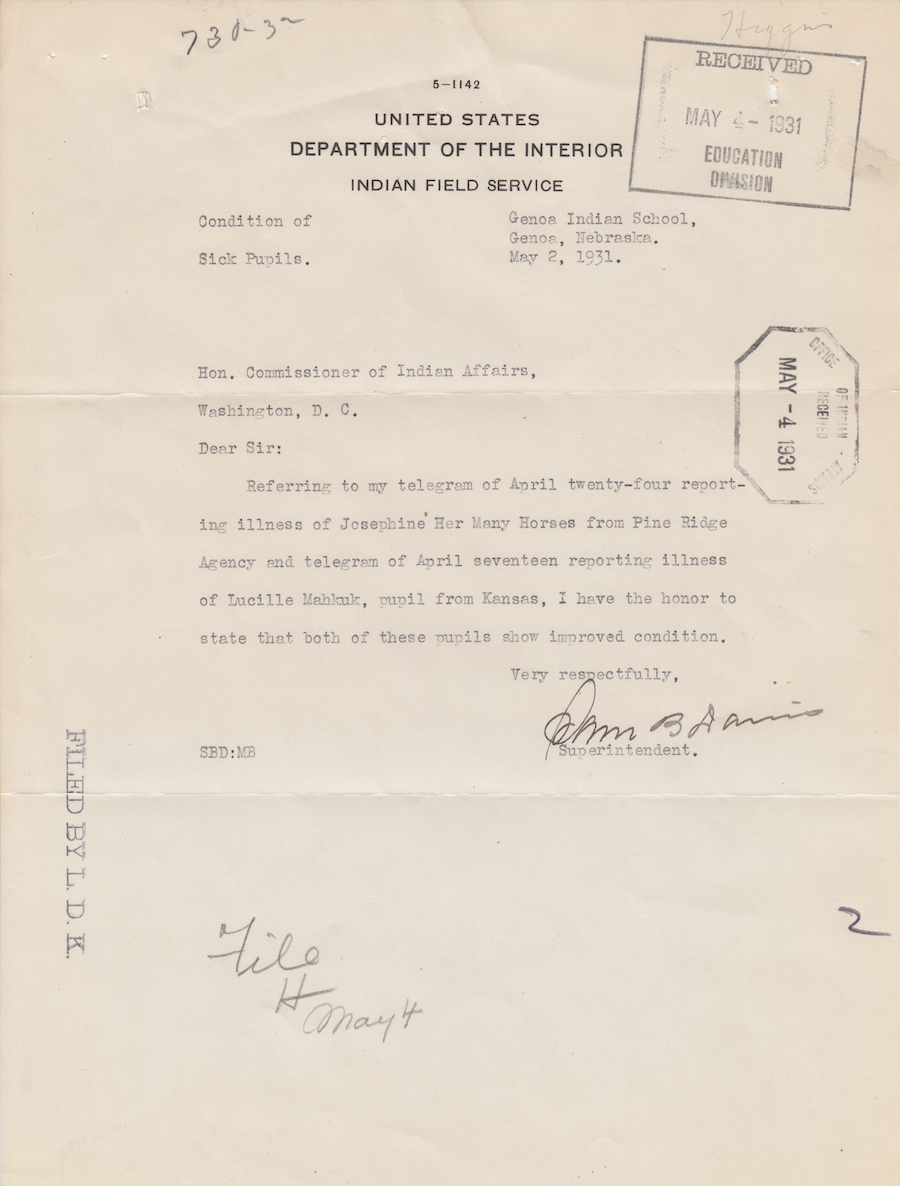 730-32
Higgins
5-1142
UNITED STATES
DEPARTMENT OF THE INTERIOR
INDIAN FIELD SERVICE
RECEIVED
MAY 4 - 1931
EDUCATION
DIVISION
Condition of
Sick Pupils.
Genoa Indian School,
Genoa, Nebraska.
May 2, 1931.
OFFICE
OF INDIAN
RECEIVED
MAY -4 1931
Hon. Commissioner of Indian Affairs,
Washington, D. C.
Dear Sir:
Referring to my telegram of April twenty-four report-
ing illness of Josephine Her Many Horses from Pine Ridge
Agency and telegram of April seventeen reporting illness
of Lucille Mahkuk, pupil from Kansas, I have the honor to
state that both of these pupils show improved condition.
Very respectfully,
Sam B Davis
SBD:MB
Superintendent.
FILED BY L. D. K.
2
File
H
May 4